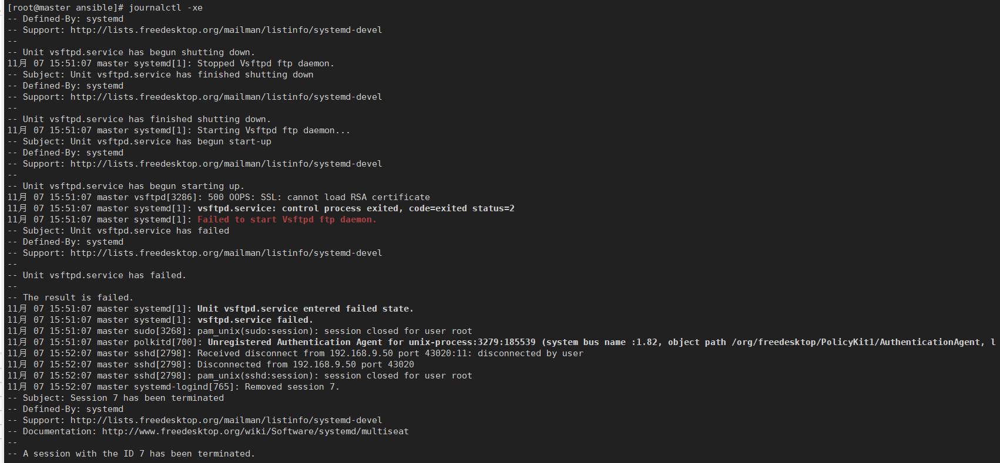 [root@master ansible]# journalctl -xe
-- Defined-By: systemd
-- Support: http://lists.freedesktop.org/mailman/listinfo/systemd-devel
--
-- Unit vsftpd.service has begun shutting down.
11月 07 15:51:07 master systemd[1]: Stopped Vsftpd ftp daemon.
-- Subject: Unit vsftpd.service has finished shutting down
-- Defined-By: systemd
-- Support: http://lists.freedesktop.org/mailman/listinfo/systemd-devel
--
-- Unit vsftpd.service has finished shutting down.
11月 07 15:51:07 master systemd[1]: Starting Vsftpd ftp daemon...
-- Subject: Unit vsftpd.service has begun start-up
-- Defined-By: systemd
-- Support: http://lists.freedesktop.org/mailman/listinfo/systemd-devel
--
-- Unit vsftpd.service has begun starting up.
11月 07 15:51:07 master vsftpd[3286]: 500 OOPS: SSL: cannot load RSA certificate
11月 07 15:51:07 master systemd[1]: vsftpd.service: control process exited, code=exited status=2
11月 07 15:51:07 master systemd[1]: Failed to start Vsftpd ftp daemon.
-- Subject: Unit vsftpd.service has failed
-- Defined-By: systemd
-- Support: http://lists.freedesktop.org/mailman/listinfo/systemd-devel
--
-- Unit vsftpd.service has failed.
--
-- The result is failed.
11月 07 15:51:07 master systemd[1]: Unit vsftpd.service entered failed state.
11月 07 15:51:07 master systemd[1]: vsftpd.service failed.
11月 07 15:51:07 master sudo[3268]: pam_unix(sudo:session): session closed for user root
11月 07 15:51:07 master polkitd[700]: Unregistered Authentication Agent for unix-process:3279:185539 (system bus name :1.82, object path /org/freedesktop/PolicyKit1/AuthenticationAgent, l
11月 07 15:52:07 master sshd[2798]: Received disconnect from 192.168.9.50 port 43020:11: disconnected by user
11月 07 15:52:07 master sshd[2798]: Disconnected from 192.168.9.50 port 43020
11月 07 15:52:07 master sshd[2798]: pam_unix(sshd:session): session closed for user root
11月 07 15:52:07 master systemd-logind[765]: Removed session 7.
-- Subject: Session 7 has been terminated
-- Defined-By: systemd
-- Support: http://lists.freedesktop.org/mailman/listinfo/systemd-devel
-- Documentation: http://www.freedesktop.org/wiki/Software/systemd/multiseat
--
-- A session with the ID 7 has been terminated.